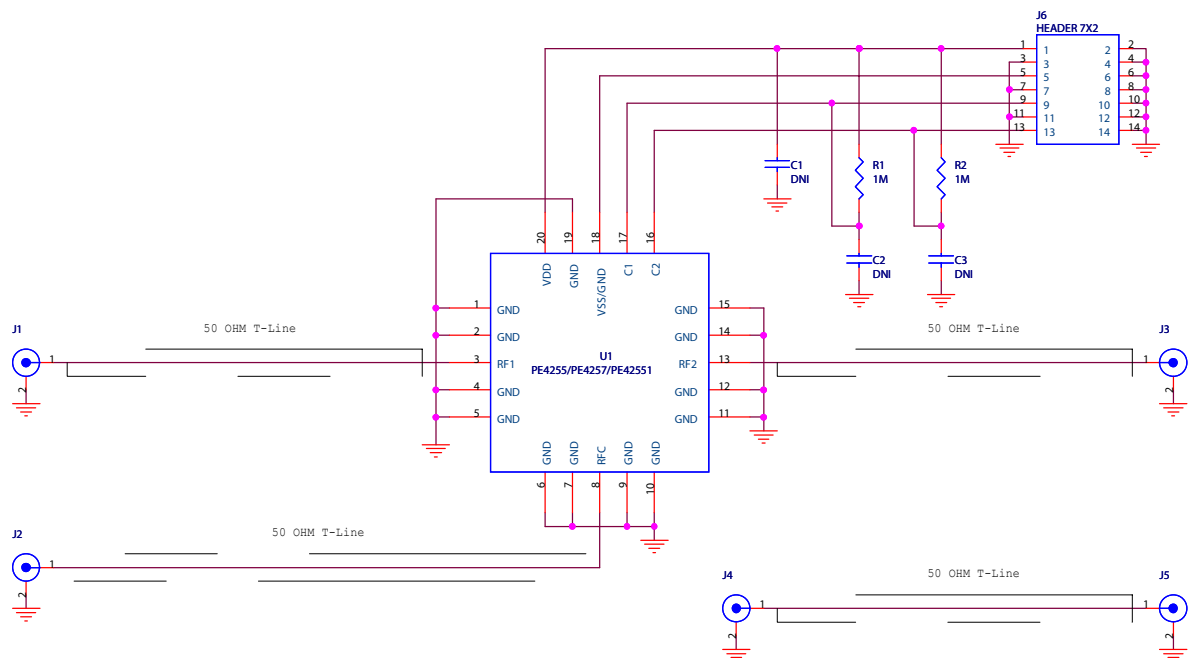 J6
HEADER 7X2
1 1 2 2
3 3 4 4
5 5 6 6
7 7 8 8
9 9 10 10
11 11 12 12
13 13 14 14
C1
DNI
R1
1M
R2
1M
20 19 18 17 16
VDD GND VSS/GND C1 C2
C2
DNI
C3
DNI
1 GND GND 15
2 GND GND 14
J1
50 OHM T-Line
1
2
3 RF1 RF2 13
U1
PE4255/PE4257/PE42551
50 OHM T-Line
J3
1
2
4 GND GND 12
5 GND GND 11
GND GND RFC GND GND
6 7 8 9 10
J2
50 OHM T-Line
1
2
J4
50 OHM T-Line
J5
1 1
2 2